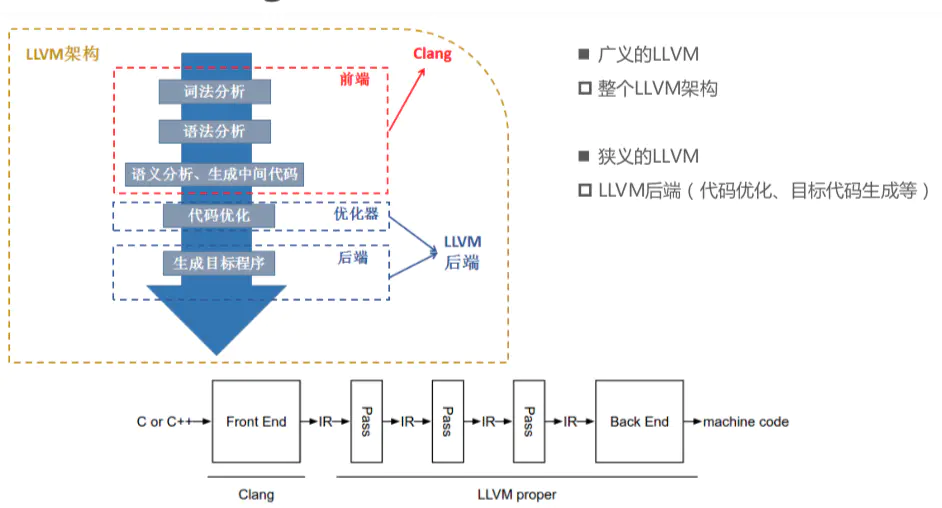 LLVM架构
Clang
前端
词法分析
语法分析
语义分析、生成中间代码
代码优化
优化器
生成目标程序
后端
LLVM
后端
■ 广义的LLVM
整个LLVM架构
■ 狭义的LLVM
LLVM后端（代码优化、目标代码生成等）
C or C++
Front End
IR
Pass
IR
Pass
IR
Pass
IR
Back End
machine code
Clang
LLVM proper